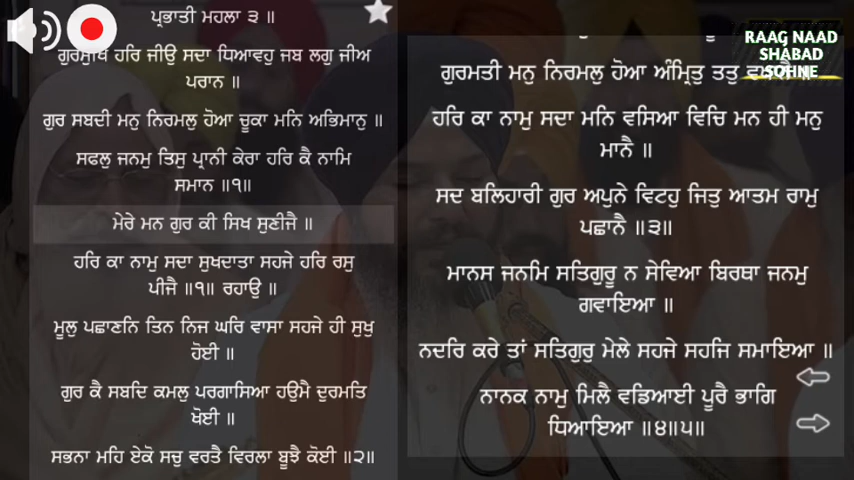 ਪ੍ਰਭਾਤੀ ਮਹਲਾ ੩ ॥
ਗੁਰਮੁਖਿ ਹਰਿ ਜੀਉ ਸਦਾ ਧਿਆਵਹੁ ਜਬ ਲਗੁ ਜੀਅ
ਪਰਾਨ ॥
ਗੁਰ ਸਬਦੀ ਮਨੁ ਨਿਰਮਲੁ ਹੋਆ ਚੂਕਾ ਮਨਿ ਅਭਿਮਾਨੁ ॥
ਸਫਲੁ ਜਨਮੁ ਤਿਸੁ ਪ੍ਰਾਨੀ ਕੇਰਾ ਹਰਿ ਕੈ ਨਾਮਿ
ਸਮਾਨ ॥੧॥
ਮੇਰੇ ਮਨ ਗੁਰ ਕੀ ਸਿਖ ਸੁਣੀਜੈ ॥
ਹਰਿ ਕਾ ਨਾਮੁ ਸਦਾ ਸੁਖਦਾਤਾ ਸਹਜੇ ਹਰਿ ਰਸੁ
ਪੀਜੈ ॥੧॥ ਰਹਾਉ ॥
ਮੂਲੁ ਪਛਾਣਨਿ ਤਿਨ ਨਿਜ ਘਰਿ ਵਾਸਾ ਸਹਜੇ ਹੀ ਸੁਖੁ
ਹੋਈ ॥
ਗੁਰ ਕੈ ਸਬਦਿ ਕਮਲੁ ਪਰਗਾਸਿਆ ਹਉਮੈ ਦੁਰਮਤਿ
ਖੋਈ ॥
ਸਭਨਾ ਮਹਿ ਏਕੋ ਸਚੁ ਵਰਤੈ ਵਿਰਲਾ ਬੂਝੈ ਕੋਈ ॥੨॥
RAAG NAAD
SHABAD
SOHNE
ਗੁਰਮਤੀ ਮਨੁ ਨਿਰਮਲੁ ਹੋਆ ਅੰਮ੍ਰਿਤੁ ਤਤੁ
ਹਰਿ ਕਾ ਨਾਮੁ ਸਦਾ ਮਨਿ ਵਸਿਆ ਵਿਚਿ ਮਨ ਹੀ ਮਨੁ
ਮਾਨੈ ॥
ਸਦ ਬਲਿਹਾਰੀ ਗੁਰ ਅਪੁਨੇ ਵਿਟਹੁ ਜਿਤੁ ਆਤਮ ਰਾਮੁ
ਪਛਾਨੈ ॥੩॥
ਮਾਨਸ ਜਨਮਿ ਸਤਿਗੁਰੂ ਨ ਸੇਵਿਆ ਬਿਰਥਾ ਜਨਮੁ
ਗਵਾਇਆ ॥
ਨਦਰਿ ਕਰੇ ਤਾਂ ਸਤਿਗੁਰੁ ਮੇਲੇ ਸਹਜੇ ਸਹਜਿ ਸਮਾਇਆ ॥
ਨਾਨਕ ਨਾਮੁ ਮਿਲੈ ਵਡਿਆਈ ਪੂਰੈ ਭਾਗਿ
ਧਿਆਇਆ ॥੪॥੫॥